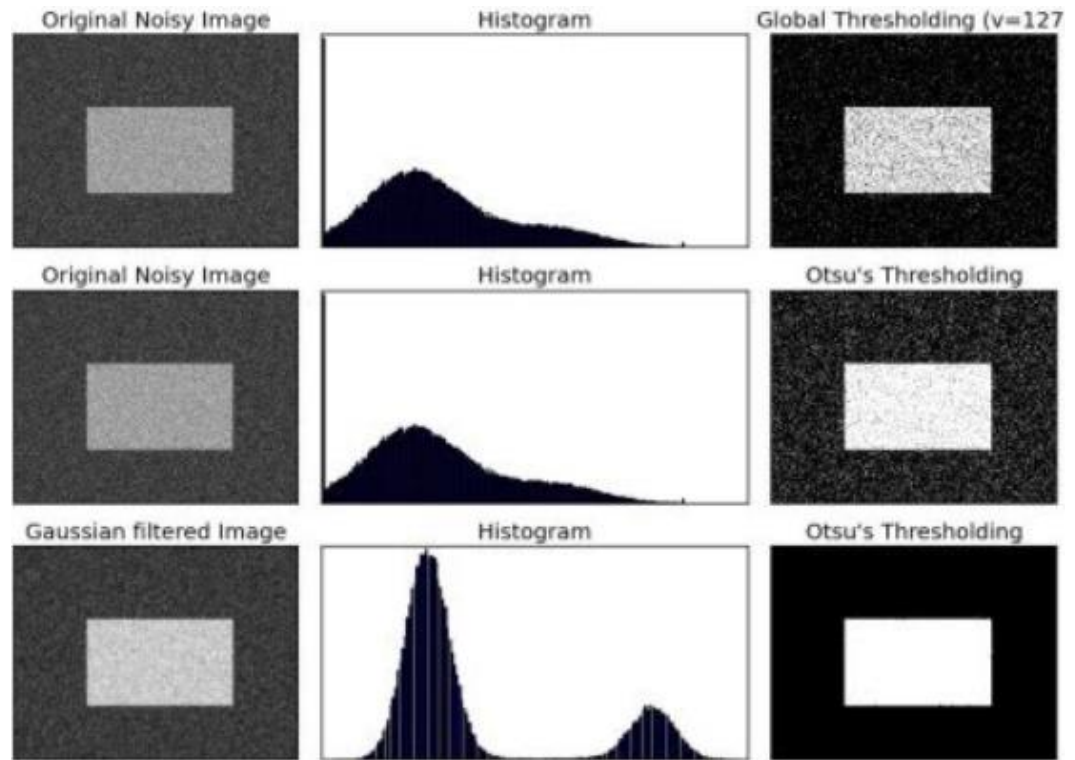 Original Noisy Image
Histogram
Global Thresholding (v=127
Original Noisy Image
Histogram
Otsu's Thresholding
Gaussian filtered Image
Histogram
Otsu's Thresholding